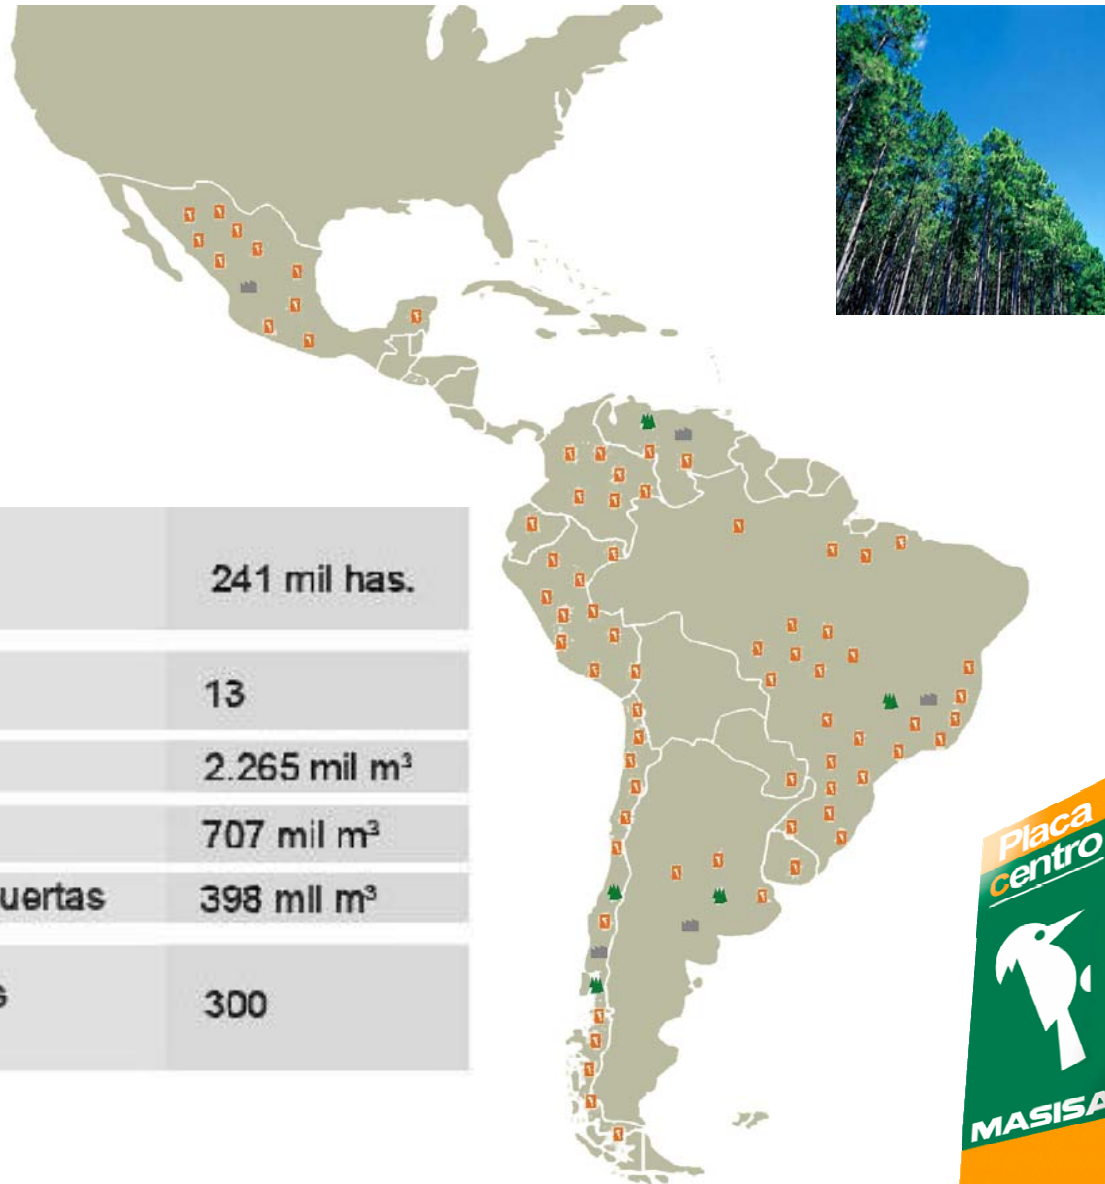 241 mil has.
13
2.265 mil m³
707 mil m³
uertas 398 mil m³
300
Placa
centro
MASISA